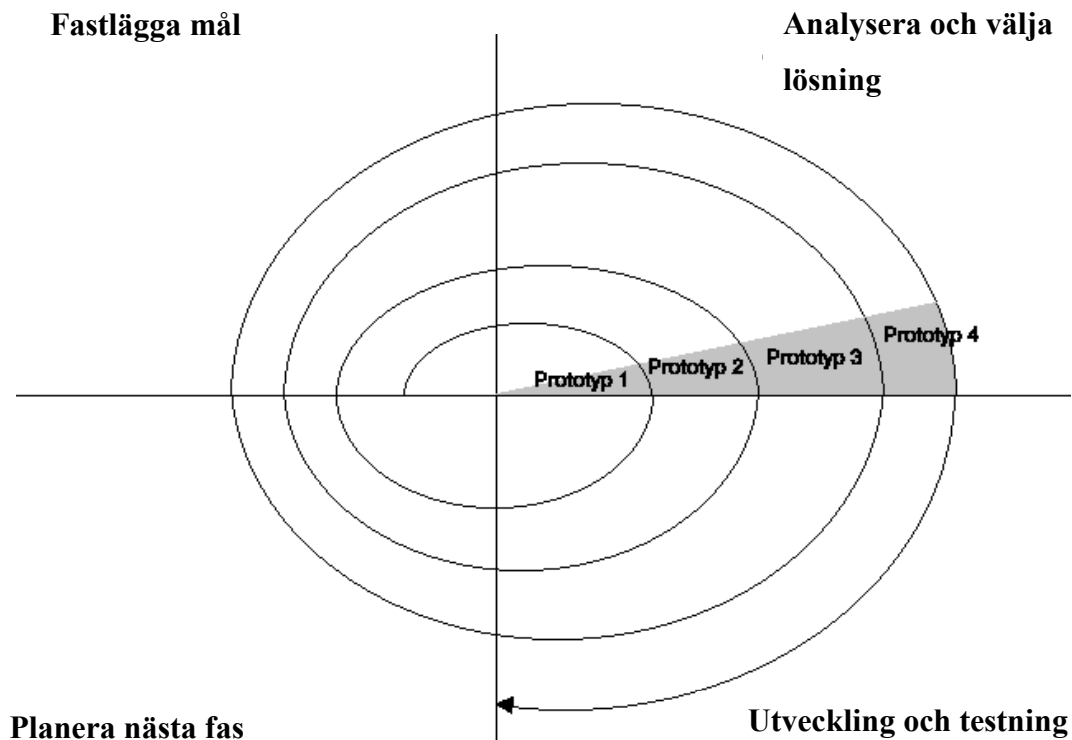 Fastlägga mål
Analysera och välja
lösning
Prototyp 1
Prototyp 2
Prototyp 3
Prototyp 4
Planera nästa fas
Utveckling och testning